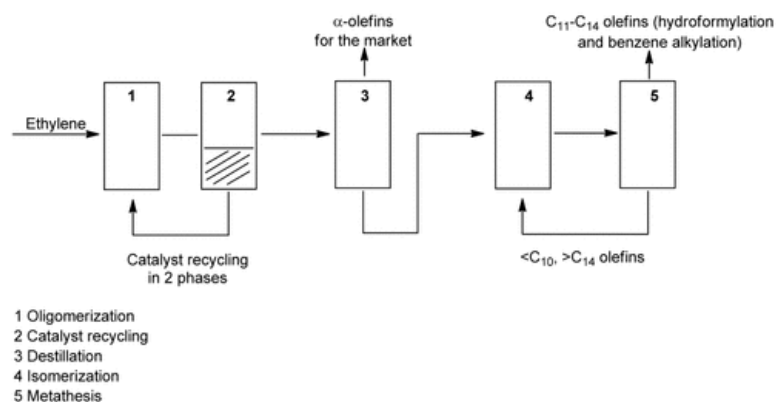 α-olefins
for the market
C₁₁-C₁₄ olefins (hydroformylation
and benzene alkylation)
1
2
3
4
5
Ethylene
Catalyst recycling
in 2 phases
<C₁₀, >C₁₄ olefins
1 Oligomerization
2 Catalyst recycling
3 Destillation
4 Isomerization
5 Metathesis